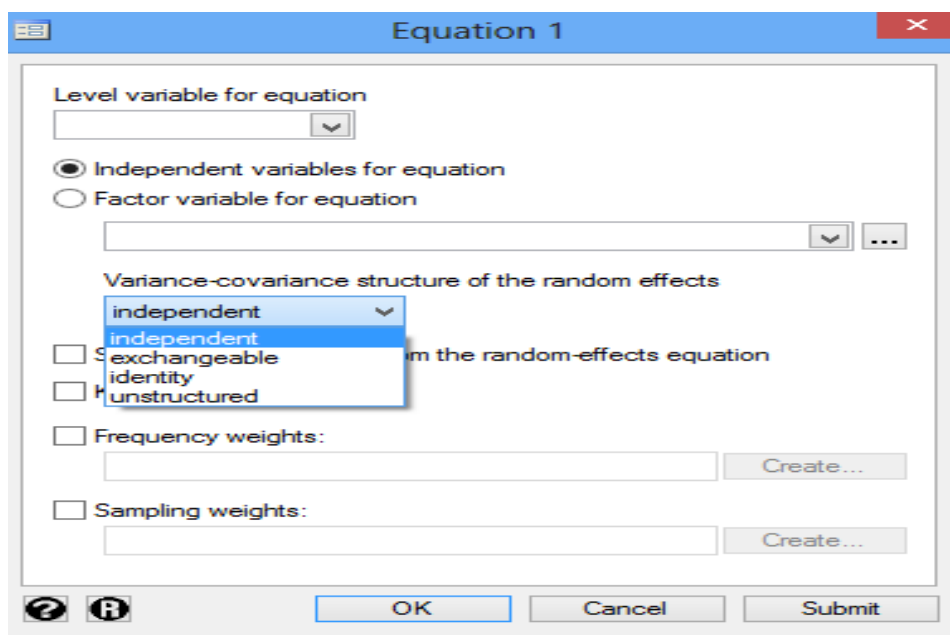 Equation 1
Level variable for equation
Independent variables for equation
Factor variable for equation
...
Variance-covariance structure of the random effects
independent
independent
S
exchangeable
the random-effects equation
identity
K
unstructured
Frequency weights:
Create...
Sampling weights:
Create...
? R OK Cancel Submit